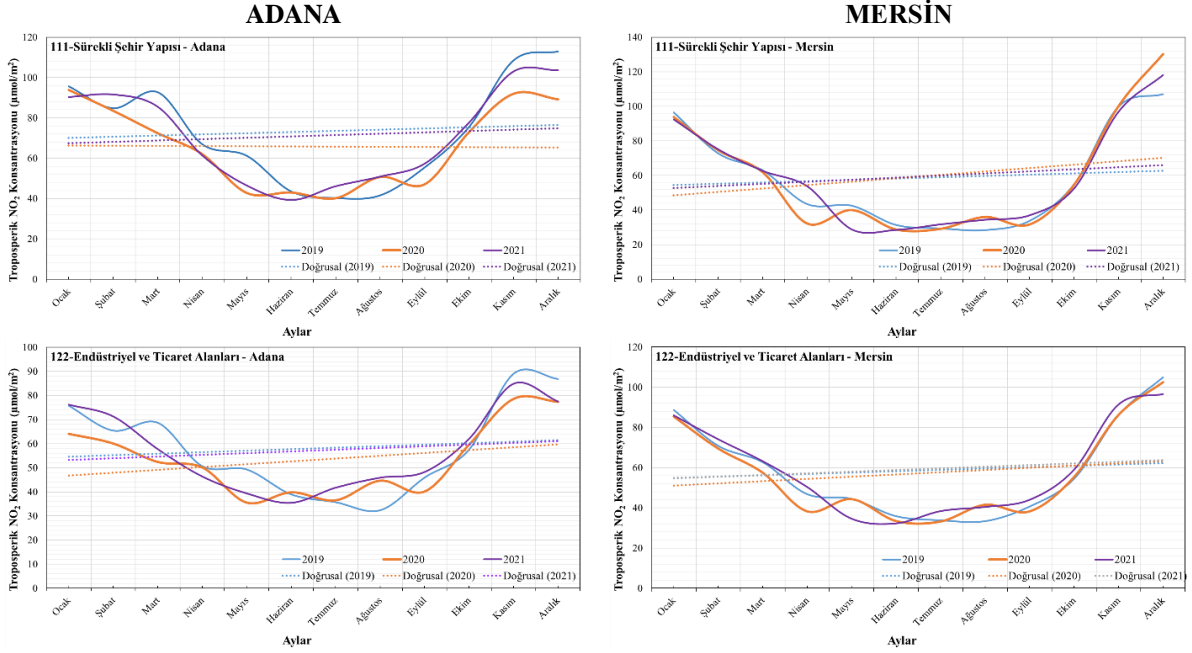 ADANA
MERSİN
111-Sürekli Şehir Yapısı - Adana
Troposperik NO₂ Konsantrasyonu (µmol/m²)
120
100
80
60
40
20
0
2019
2020
2021
Doğrusal (2019)
Doğrusal (2020)
Doğrusal (2021)
Ocak
Şubat
Mart
Nisan
Mayıs
Haziran
Temmuz
Ağustos
Eylül
Ekim
Kasım
Aralık
Aylar
111-Sürekli Şehir Yapısı - Mersin
Troposperik NO₂ Konsantrasyonu (µmol/m²)
140
120
100
80
60
40
20
0
2019
2020
2021
Doğrusal (2019)
Doğrusal (2020)
Doğrusal (2021)
Ocak
Şubat
Mart
Nisan
Mayıs
Haziran
Temmuz
Ağustos
Eylül
Ekim
Kasım
Aralık
Aylar
122-Endüstriyel ve Ticaret Alanları - Adana
Troposperik NO₂ Konsantrasyonu (µmol/m²)
100
90
80
70
60
50
40
30
20
10
0
2019
2020
2021
Doğrusal (2019)
Doğrusal (2020)
Doğrusal (2021)
Ocak
Şubat
Mart
Nisan
Mayıs
Haziran
Temmuz
Ağustos
Eylül
Ekim
Kasım
Aralık
Aylar
122-Endüstriyel ve Ticaret Alanları - Mersin
Troposperik NO₂ Konsantrasyonu (µmol/m²)
120
100
80
60
40
20
0
2019
2020
2021
Doğrusal (2019)
Doğrusal (2020)
Doğrusal (2021)
Ocak
Şubat
Mart
Nisan
Mayıs
Haziran
Temmuz
Ağustos
Eylül
Ekim
Kasım
Aralık
Aylar